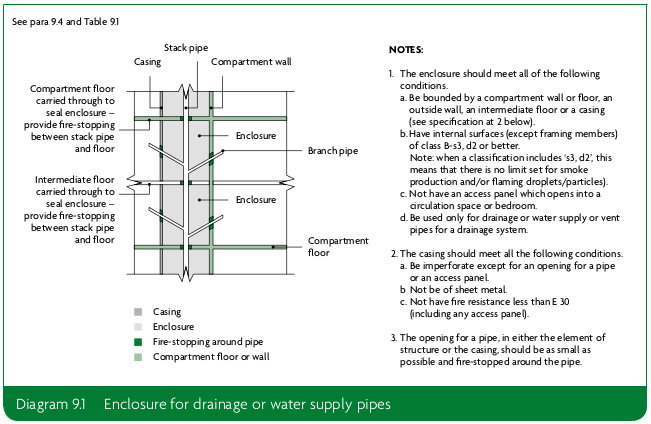 See para 9.4 and Table 9.1
Stack pipe
Casing
Compartment wall
Compartment floor
carried through to
seal enclosure –
provide fire-stopping
between stack pipe
and floor
Enclosure
Branch pipe
Intermediate floor
carried through to
seal enclosure –
provide fire-stopping
between stack pipe
and floor
Enclosure
Compartment
floor
Casing
Enclosure
Fire-stopping around pipe
Compartment floor or wall
NOTES:
1. The enclosure should meet all of the following
conditions.
a. Be bounded by a compartment wall or floor, an
outside wall, an intermediate floor or a casing
(see specification at 2 below).
b. Have internal surfaces (except framing members)
of class B-s3, d2 or better.
Note: when a classification includes ‘s3, d2’, this
means that there is no limit set for smoke
production and/or flaming droplets/particles).
c. Not have an access panel which opens into a
circulation space or bedroom.
d. Be used only for drainage or water supply or vent
pipes for a drainage system.
2. The casing should meet all the following conditions.
a. Be imperforate except for an opening for a pipe
or an access panel.
b Not be of sheet metal.
c. Not have fire resistance less than E 30
(including any access panel).
3. The opening for a pipe, in either the element of
structure or the casing, should be as small as
possible and fire-stopped around the pipe.
Diagram 9.1 Enclosure for drainage or water supply pipes